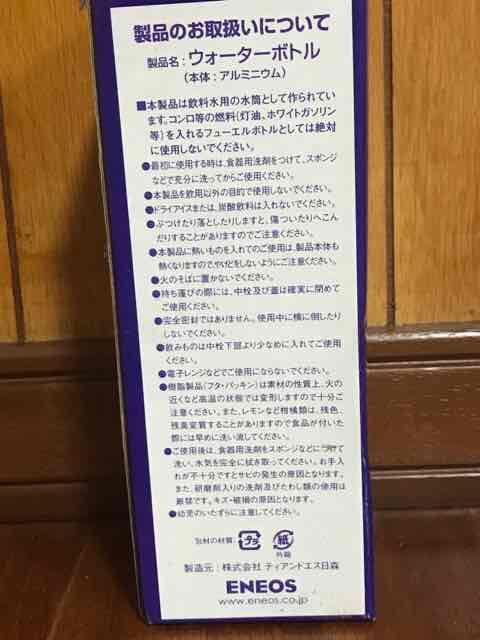 製品のお取扱いについて
製品名：ウォーターボトル
（本体：アルミニウム）
■本製品は飲料水用の水筒として作られてい
ます。コンロ等の燃料（灯油、ホワイトガソリン
等）を入れるフューエルボトルとしては絶対
に使用しないでください。
●最初に使用する時は、食器用洗剤をつけて、スポンジ
などで充分に洗ってからご使用ください。
●本製品を飲用以外の目的で使用しないでください。
●ドライアイスまたは、炭酸飲料は入れないでください。
●ぶつけたり落としたりしますと、傷ついたりへこん
だりすることがありますのでご注意ください。
●本製品に熱いものを入れてのご使用は、製品本体も
熱くなりますので、やけどをしないようにご注意ください。
●火のそばに置かないでください。
●持ち運びの際には、中栓及び蓋は確実に閉めて
ご使用ください。
●完全密封ではありません。使用中に横に倒したり
しないでください。
●飲みものは中栓下部より少なめに入れてご使用
ください。
●電子レンジなどでご使用にならないでください。
●樹脂製品（フタ・パッキン）は素材の性質上、火の
近くなど高温の状態では変形しますので十分ご
注意ください。また、レモンなど柑橘類は、残色、
残臭変質することがありますので食品が付いた
際には早めに洗い流してください。
●ご使用後は、食器用洗剤をスポンジなどにつけて
洗い、水気を完全に拭き取ってください。お手入
れが不十分ですとサビの発生の原因となります。
また、研磨剤入りの洗剤及びたわし類の使用は
厳禁です。キズ・破損の原因となります。
●幼児のいたずらに注意してください。
包材の材質：プラ 紙
外箱
製造元：株式会社 ティアンドエス日森
ENEOS
www.eneos.co.jp